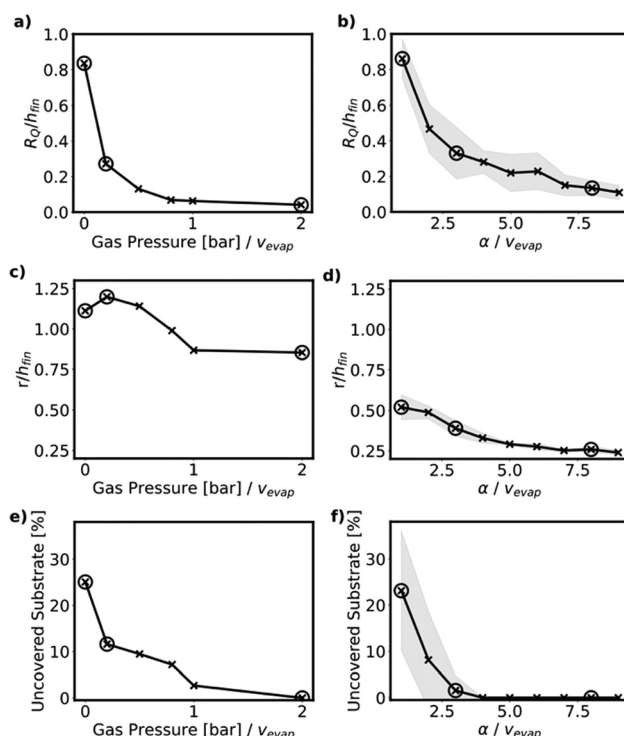 a)
b)
R_Q/h_fin
1.0
0.8
0.6
0.4
0.2
0.0
0 1 2
Gas Pressure [bar] / v_evap
R_Q/h_fin
1.0
0.8
0.6
0.4
0.2
0.0
2.5 5.0 7.5
α / v_evap
c)
d)
r/h_fin
1.25
1.00
0.75
0.50
0.25
0 1 2
Gas Pressure [bar] / v_evap
r/h_fin
1.25
1.00
0.75
0.50
0.25
2.5 5.0 7.5
α / v_evap
e)
f)
Uncovered Substrate [%]
30
20
10
0
0 1 2
Gas Pressure [bar] / v_evap
Uncovered Substrate [%]
30
20
10
0
2.5 5.0 7.5
α / v_evap